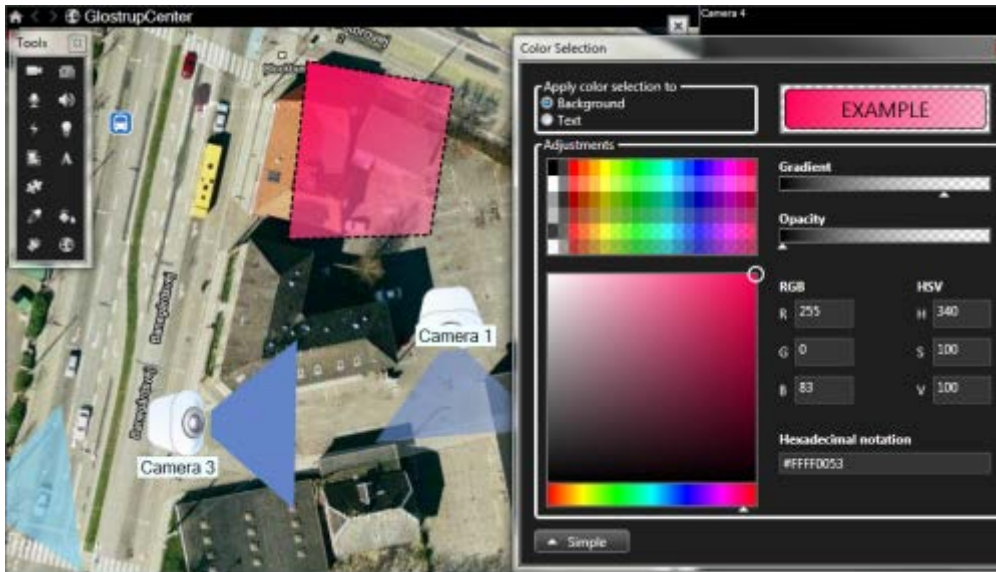 GlostrupCenter
Camera 4
Tools
Color Selection
Apply color selection to
Background
Text
EXAMPLE
Adjustments
Gradient
Opacity
RGB
HSV
R 255
H 340
G 0
S 100
B 83
V 100
Hexadecimal notation
#FFFF0053
Simple
A
Camera 1
Camera 3